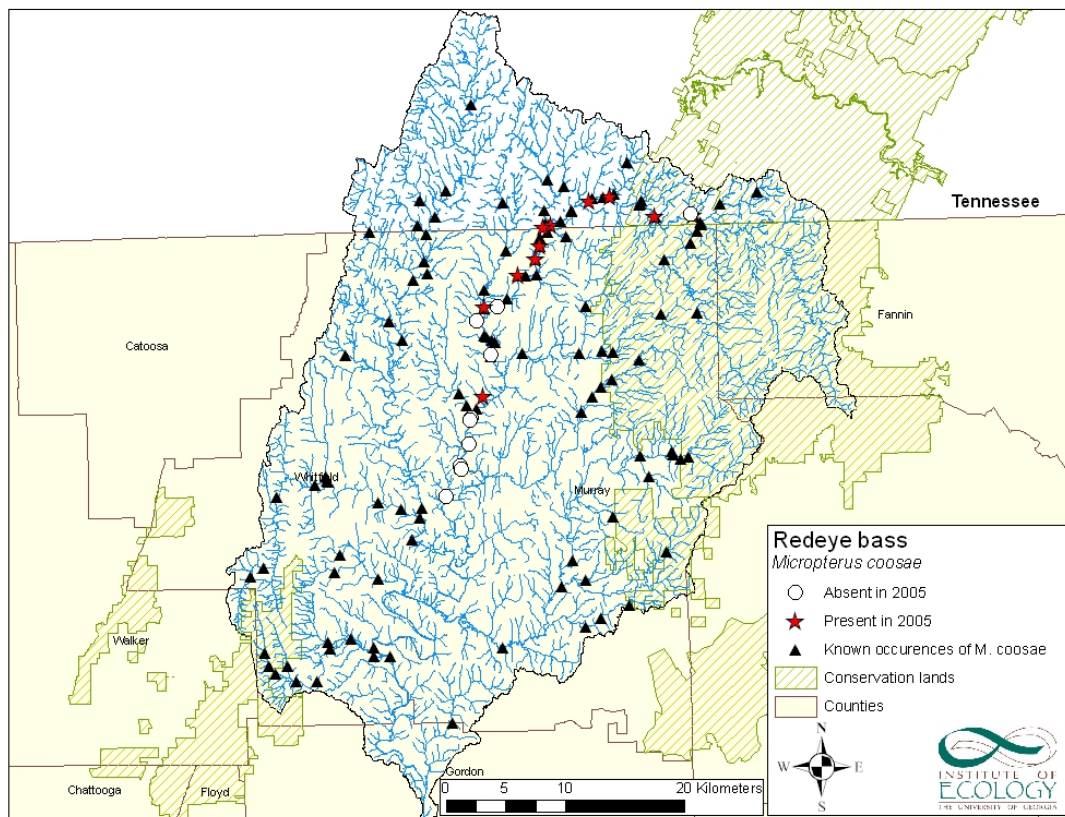 Tennessee
Fannin
Catoosa
Whitfield
Murray
Walker
Gordon
Chattooga
Floyd
Redeye bass
Micropterus coosae
Absent in 2005
Present in 2005
Known occurences of M. coosae
Conservation lands
Counties
N
W E
S
INSTITUTE OF
ECOLOGY
THE UNIVERSITY OF GEORGIA
0 5 10 20 Kilometers